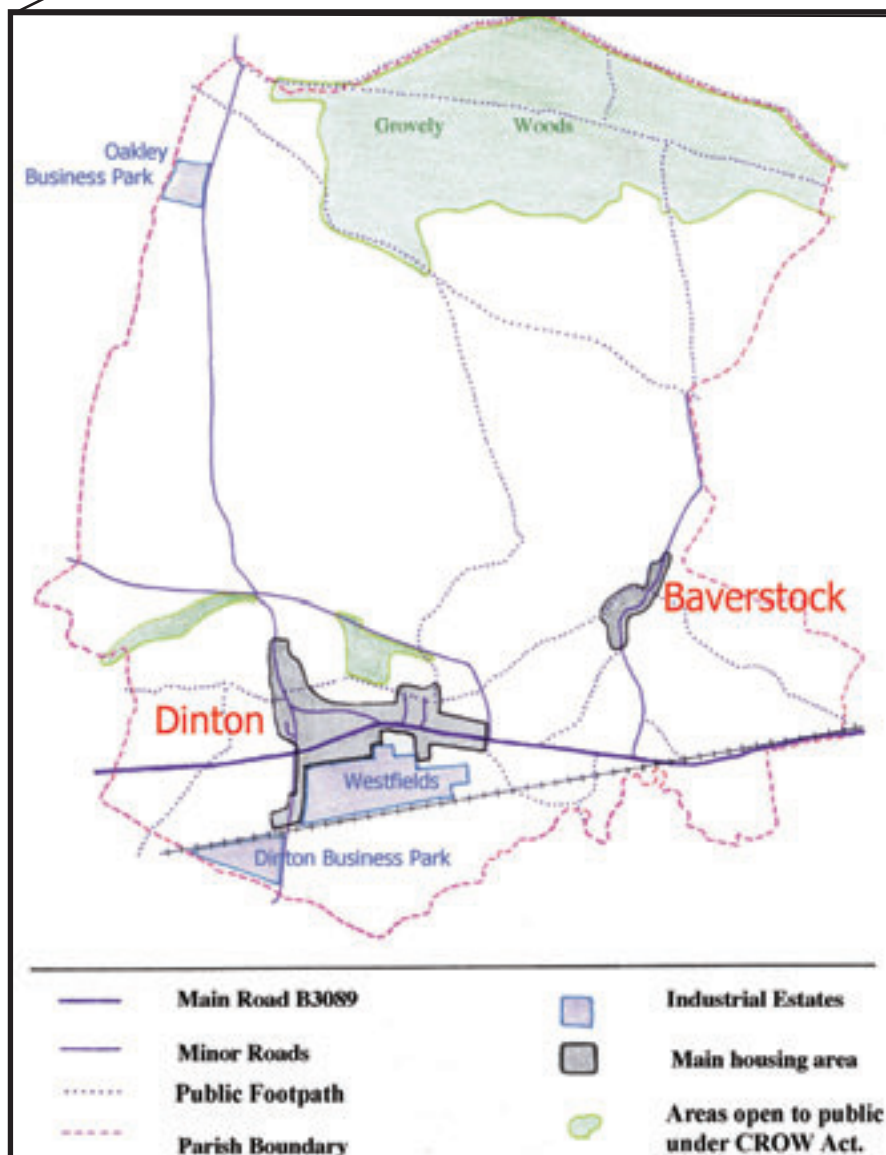 Grovely Woods
Oakley
Business Park
Baverstock
Dinton
Westfields
Dinton Business Park
Main Road B3089
Minor Roads
Public Footpath
Parish Boundary
Industrial Estates
Main housing area
Areas open to public
under CROW Act.